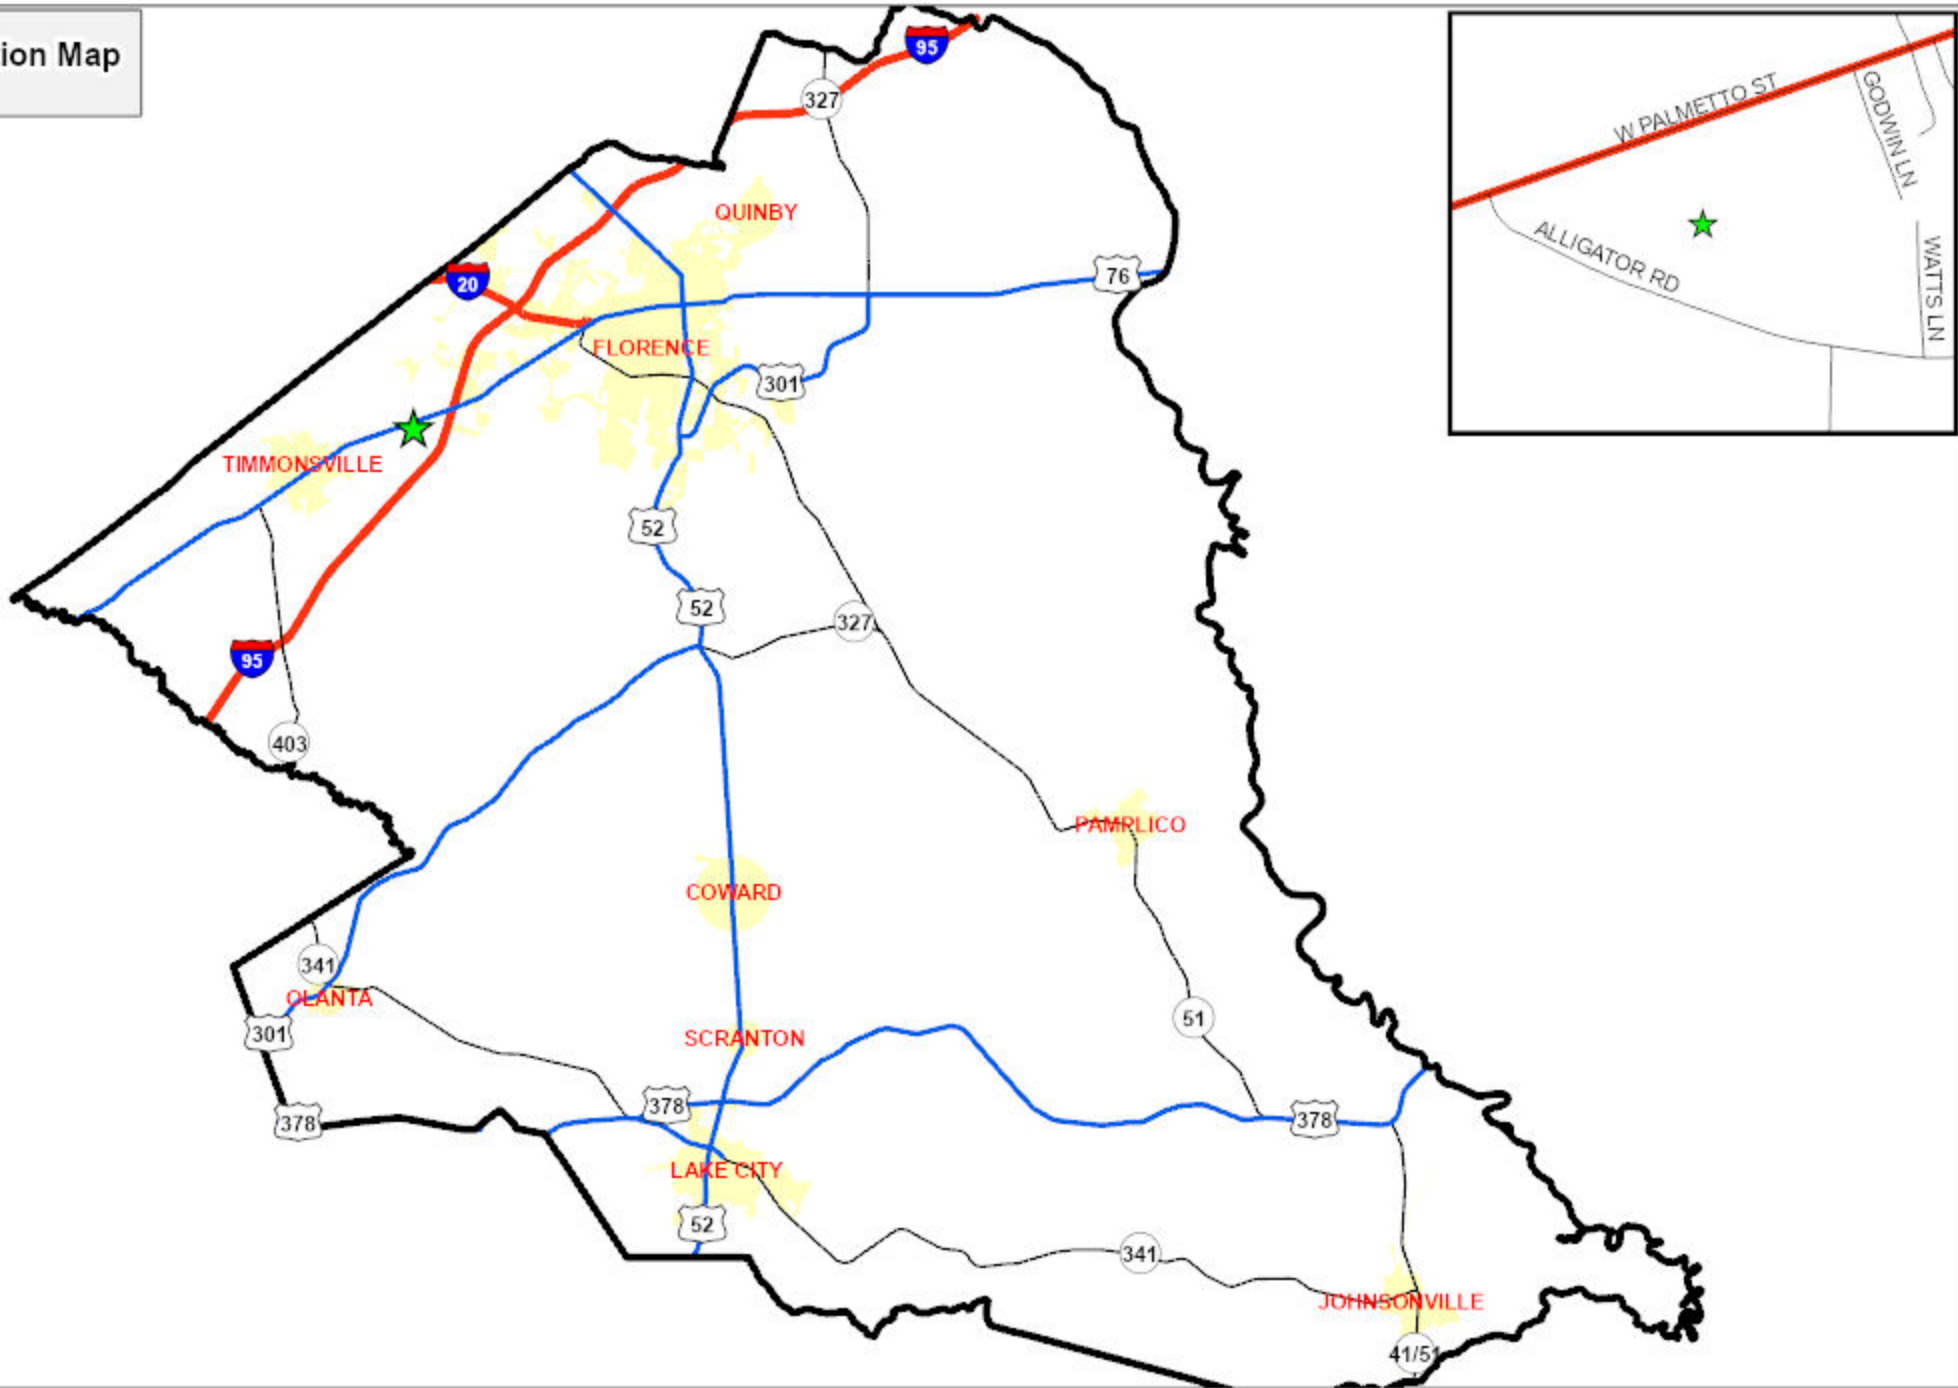 ion Map
95
327
W PALMETTO ST
GODWIN LN
ALLIGATOR RD
WATTS LN
QUINBY
20
76
FLORENCE
301
TIMMONSVILLE
52
52
327
95
403
PAMPLICO
COWARD
341
OLANTA
301
51
SCRANTON
378
378
378
LAKE CITY
52
341
JOHNSONVILLE
41/51